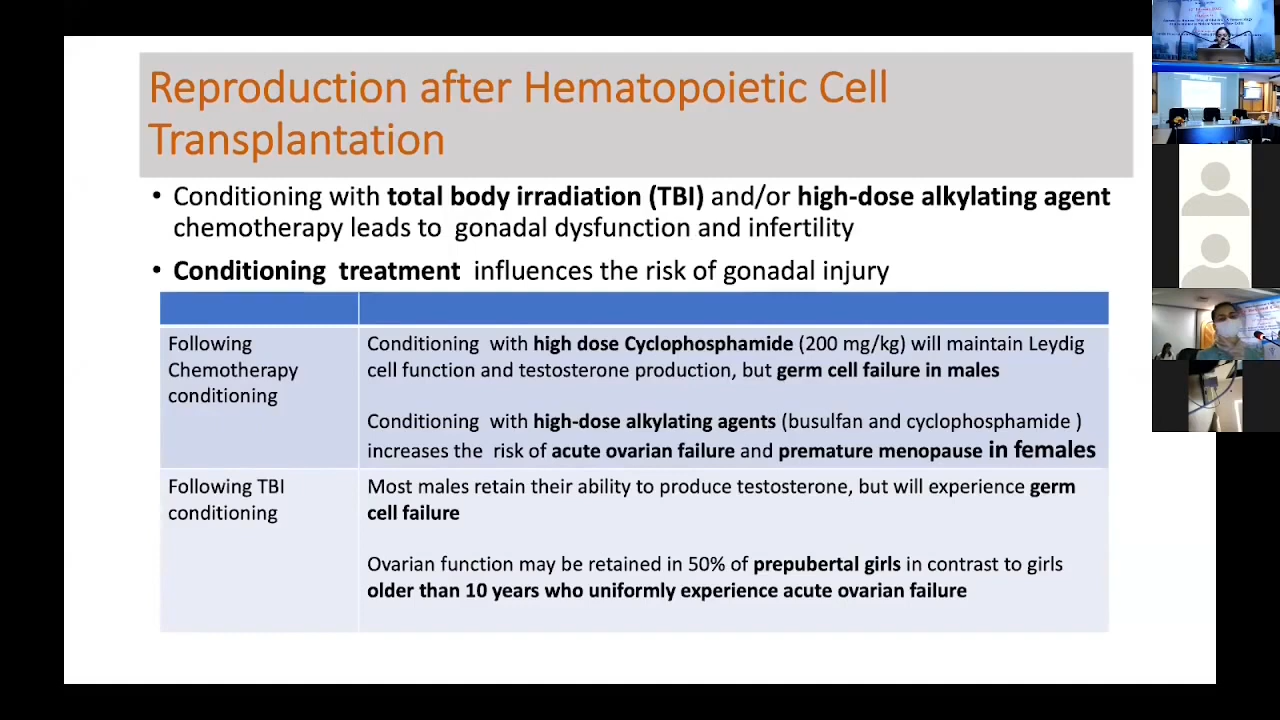 Reproduction after Hematopoietic Cell
Transplantation
• Conditioning with total body irradiation (TBI) and/or high-dose alkylating agent
chemotherapy leads to gonadal dysfunction and infertility
• Conditioning treatment influences the risk of gonadal injury
Following
Chemotherapy
conditioning
Conditioning with high dose Cyclophosphamide (200 mg/kg) will maintain Leydig
cell function and testosterone production, but germ cell failure in males
Conditioning with high-dose alkylating agents (busulfan and cyclophosphamide )
increases the risk of acute ovarian failure and premature menopause in females
Following TBI
conditioning
Most males retain their ability to produce testosterone, but will experience germ
cell failure
Ovarian function may be retained in 50% of prepubertal girls in contrast to girls
older than 10 years who uniformly experience acute ovarian failure